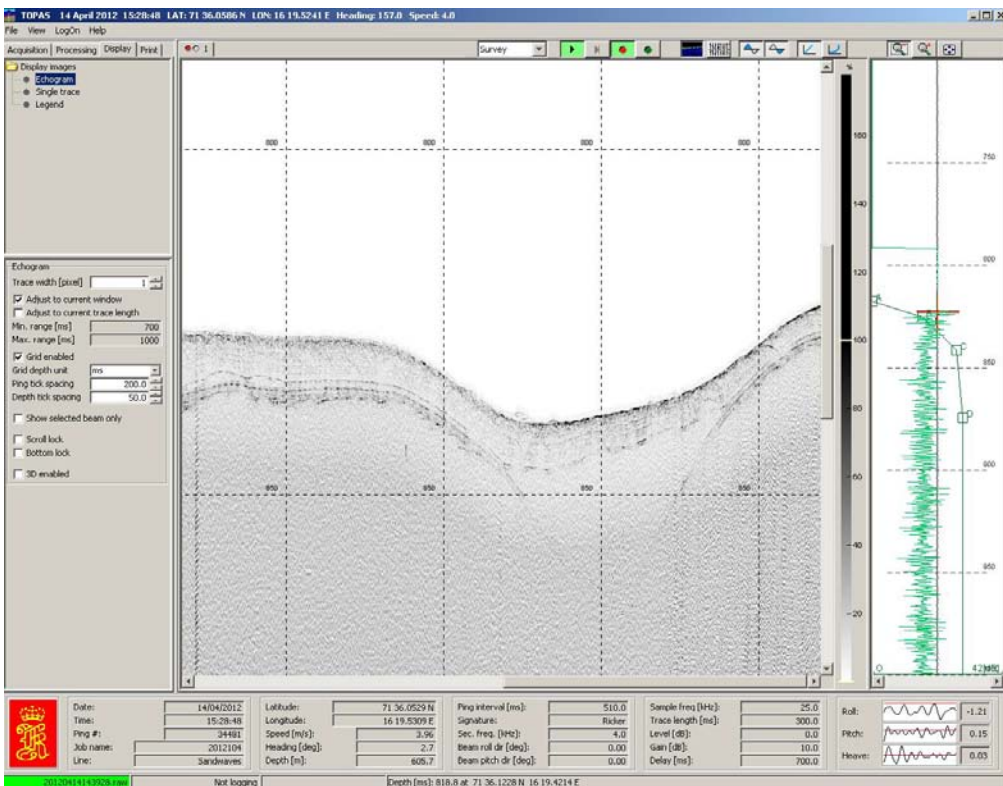 TOPAS 14 April 2012 15:28:48 LAT: 71 36.0586 N LON: 16 19.5241 E Heading: 157.0 Speed: 4.0
File View LogOn Help
Acquisition Processing Display Print
1
Survey
Display images
Echogram
Single trace
Legend
800 800 800 800
850 850 850 850
%
160
140
120
100
80
60
40
20
750
800
850
900
950
0
Echogram
Trace width [pixel] 1
Adjust to current window
Adjust to current trace length
Min. range [ms] 700
Max. range [ms] 1000
Grid enabled
Grid depth unit ms
Ping tick spacing 200.0
Depth tick spacing 50.0
Show selected beam only
Scroll lock
Bottom lock
3D enabled
Date: 14/04/2012
Time: 15:28:48
Ping #: 34481
Job name: 2012104
Line: Sandwaves
Latitude: 71 36.0529 N
Longitude: 16 19.5309 E
Speed [m/s]: 3.96
Heading [deg]: 2.7
Depth [m]: 605.7
Ping interval [ms]: 510.0
Signature: Ricker
Sec. freq. [kHz]: 4.0
Beam roll dir [deg]: 0.00
Beam pitch dir [deg]: 0.00
Sample freq [kHz]: 25.0
Trace length [ms]: 300.0
Level [dB]: 0.0
Gain [dB]: 10.0
Delay [ms]: 700.0
Roll: -1.21
Pitch: 0.15
Heave: 0.03
20120414143928.raw Not logging Depth [ms]: 818.8 at 71 36.1228 N 16 19.4214 E